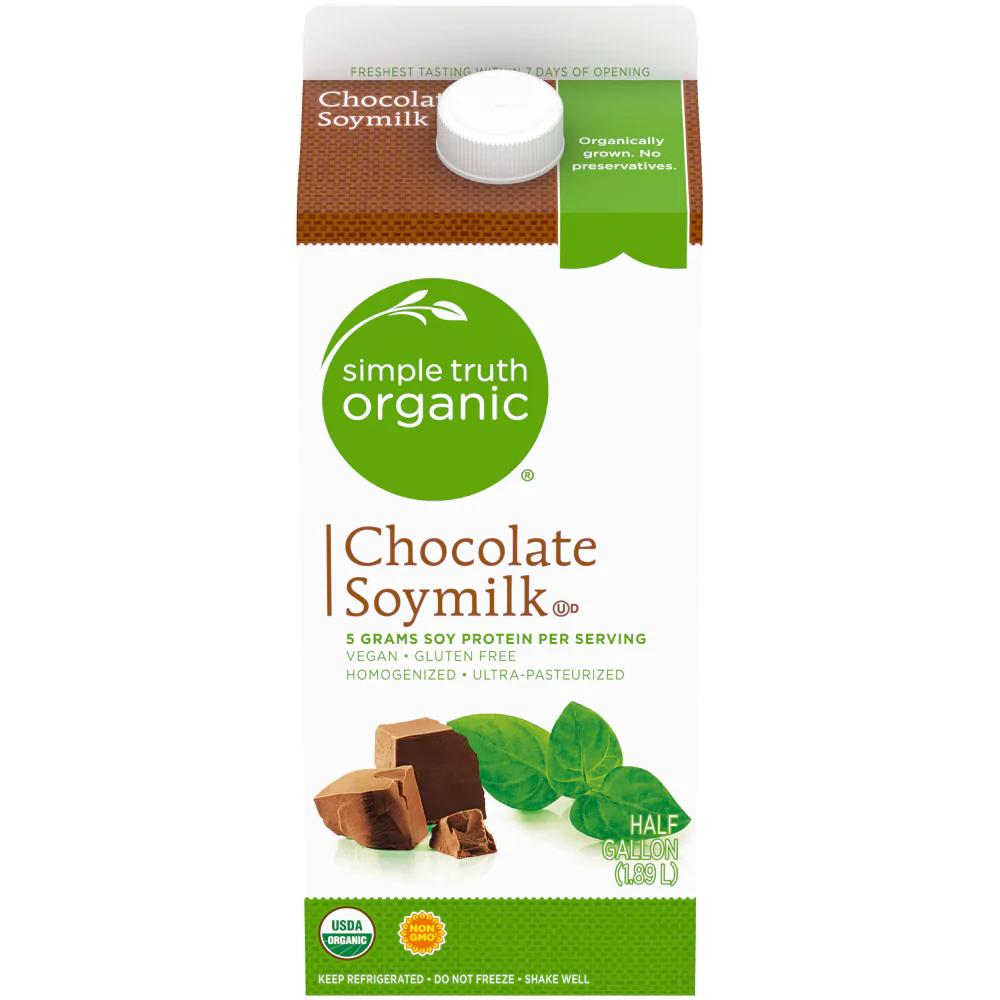 FRESHEST TASTING WITHIN 7 DAYS OF OPENING
Chocolat
Soymilk
Organically
grown. No
preservatives.
simple truth
organic
®
Chocolate
Soymilk ⓊD
5 GRAMS SOY PROTEIN PER SERVING
VEGAN • GLUTEN FREE
HOMOGENIZED • ULTRA-PASTEURIZED
HALF
GALLON
(1.89 L)
USDA
ORGANIC
NON
GMO
KEEP REFRIGERATED • DO NOT FREEZE • SHAKE WELL